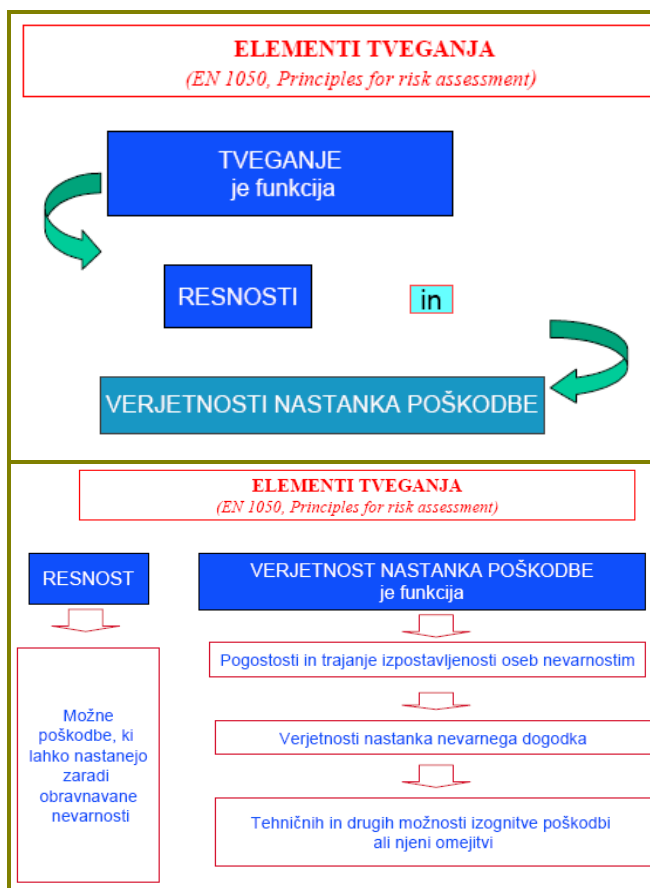 ELEMENTI TVEGANJA
(EN 1050, Principles for risk assessment)
TVEGANJE
je funkcija
RESNOSTI
in
VERJETNOSTI NASTANKA POŠKODBE
ELEMENTI TVEGANJA
(EN 1050, Principles for risk assessment)
RESNOST
Možne
poškodbe, ki
lahko nastanejo
zaradi
obravnavane
nevarnosti
VERJETNOST NASTANKA POŠKODBE
je funkcija
Pogostosti in trajanje izpostavljenosti oseb nevarnostim
Verjetnosti nastanka nevarnega dogodka
Tehničnih in drugih možnosti izognitve poškodbi
ali njeni omejitvi